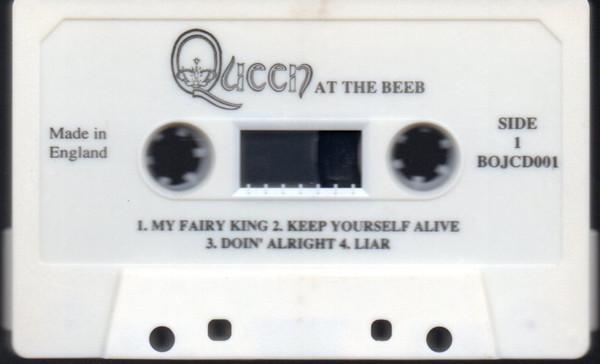 Queen AT THE BEEB
Made in
England
SIDE
1
BOJCD001
1. MY FAIRY KING 2. KEEP YOURSELF ALIVE
3. DOIN' ALRIGHT 4. LIAR